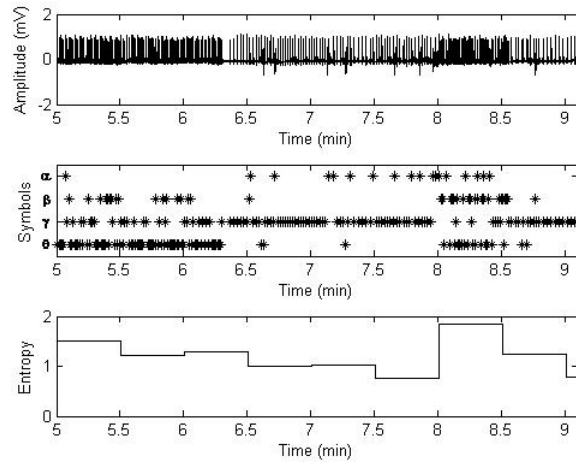 2
0
-2
Amplitude (mV)
5 5.5 6 6.5 7 7.5 8 8.5 9
Time (min)
α
β
γ
θ
Symbols
5 5.5 6 6.5 7 7.5 8 8.5 9
Time (min)
2
1
0
Entropy
5 5.5 6 6.5 7 7.5 8 8.5 9
Time (min)